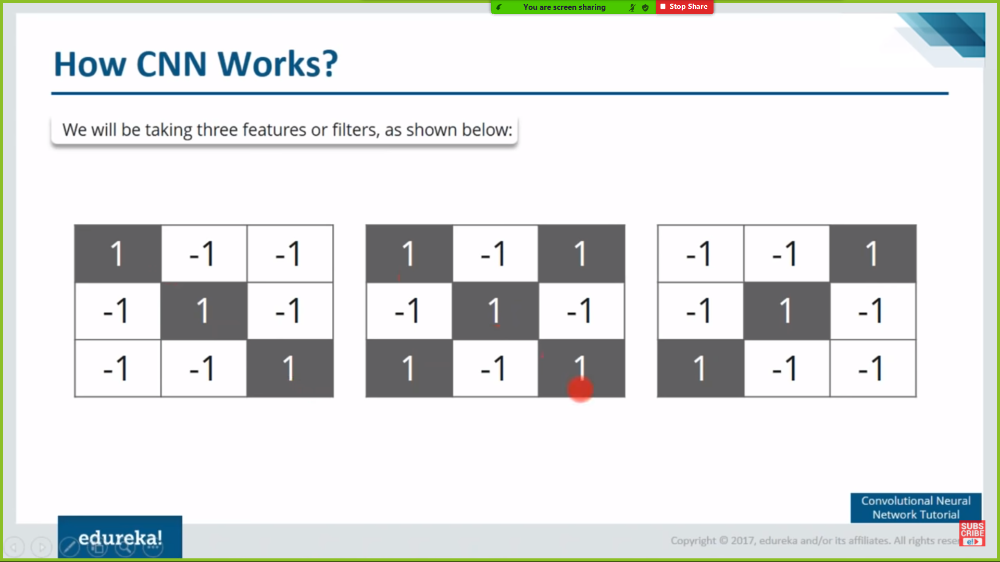 You are screen sharing
Stop Share
How CNN Works?
We will be taking three features or filters, as shown below:
1 -1 -1
-1 1 -1
-1 -1 1
1 -1 1
-1 1 -1
1 -1 1
-1 -1 1
-1 1 -1
1 -1 -1
Convolutional Neural
Network Tutorial
edureka!
Copyright © 2017, edureka and/or its affiliates. All rights
SUBS
CRIBE
e!